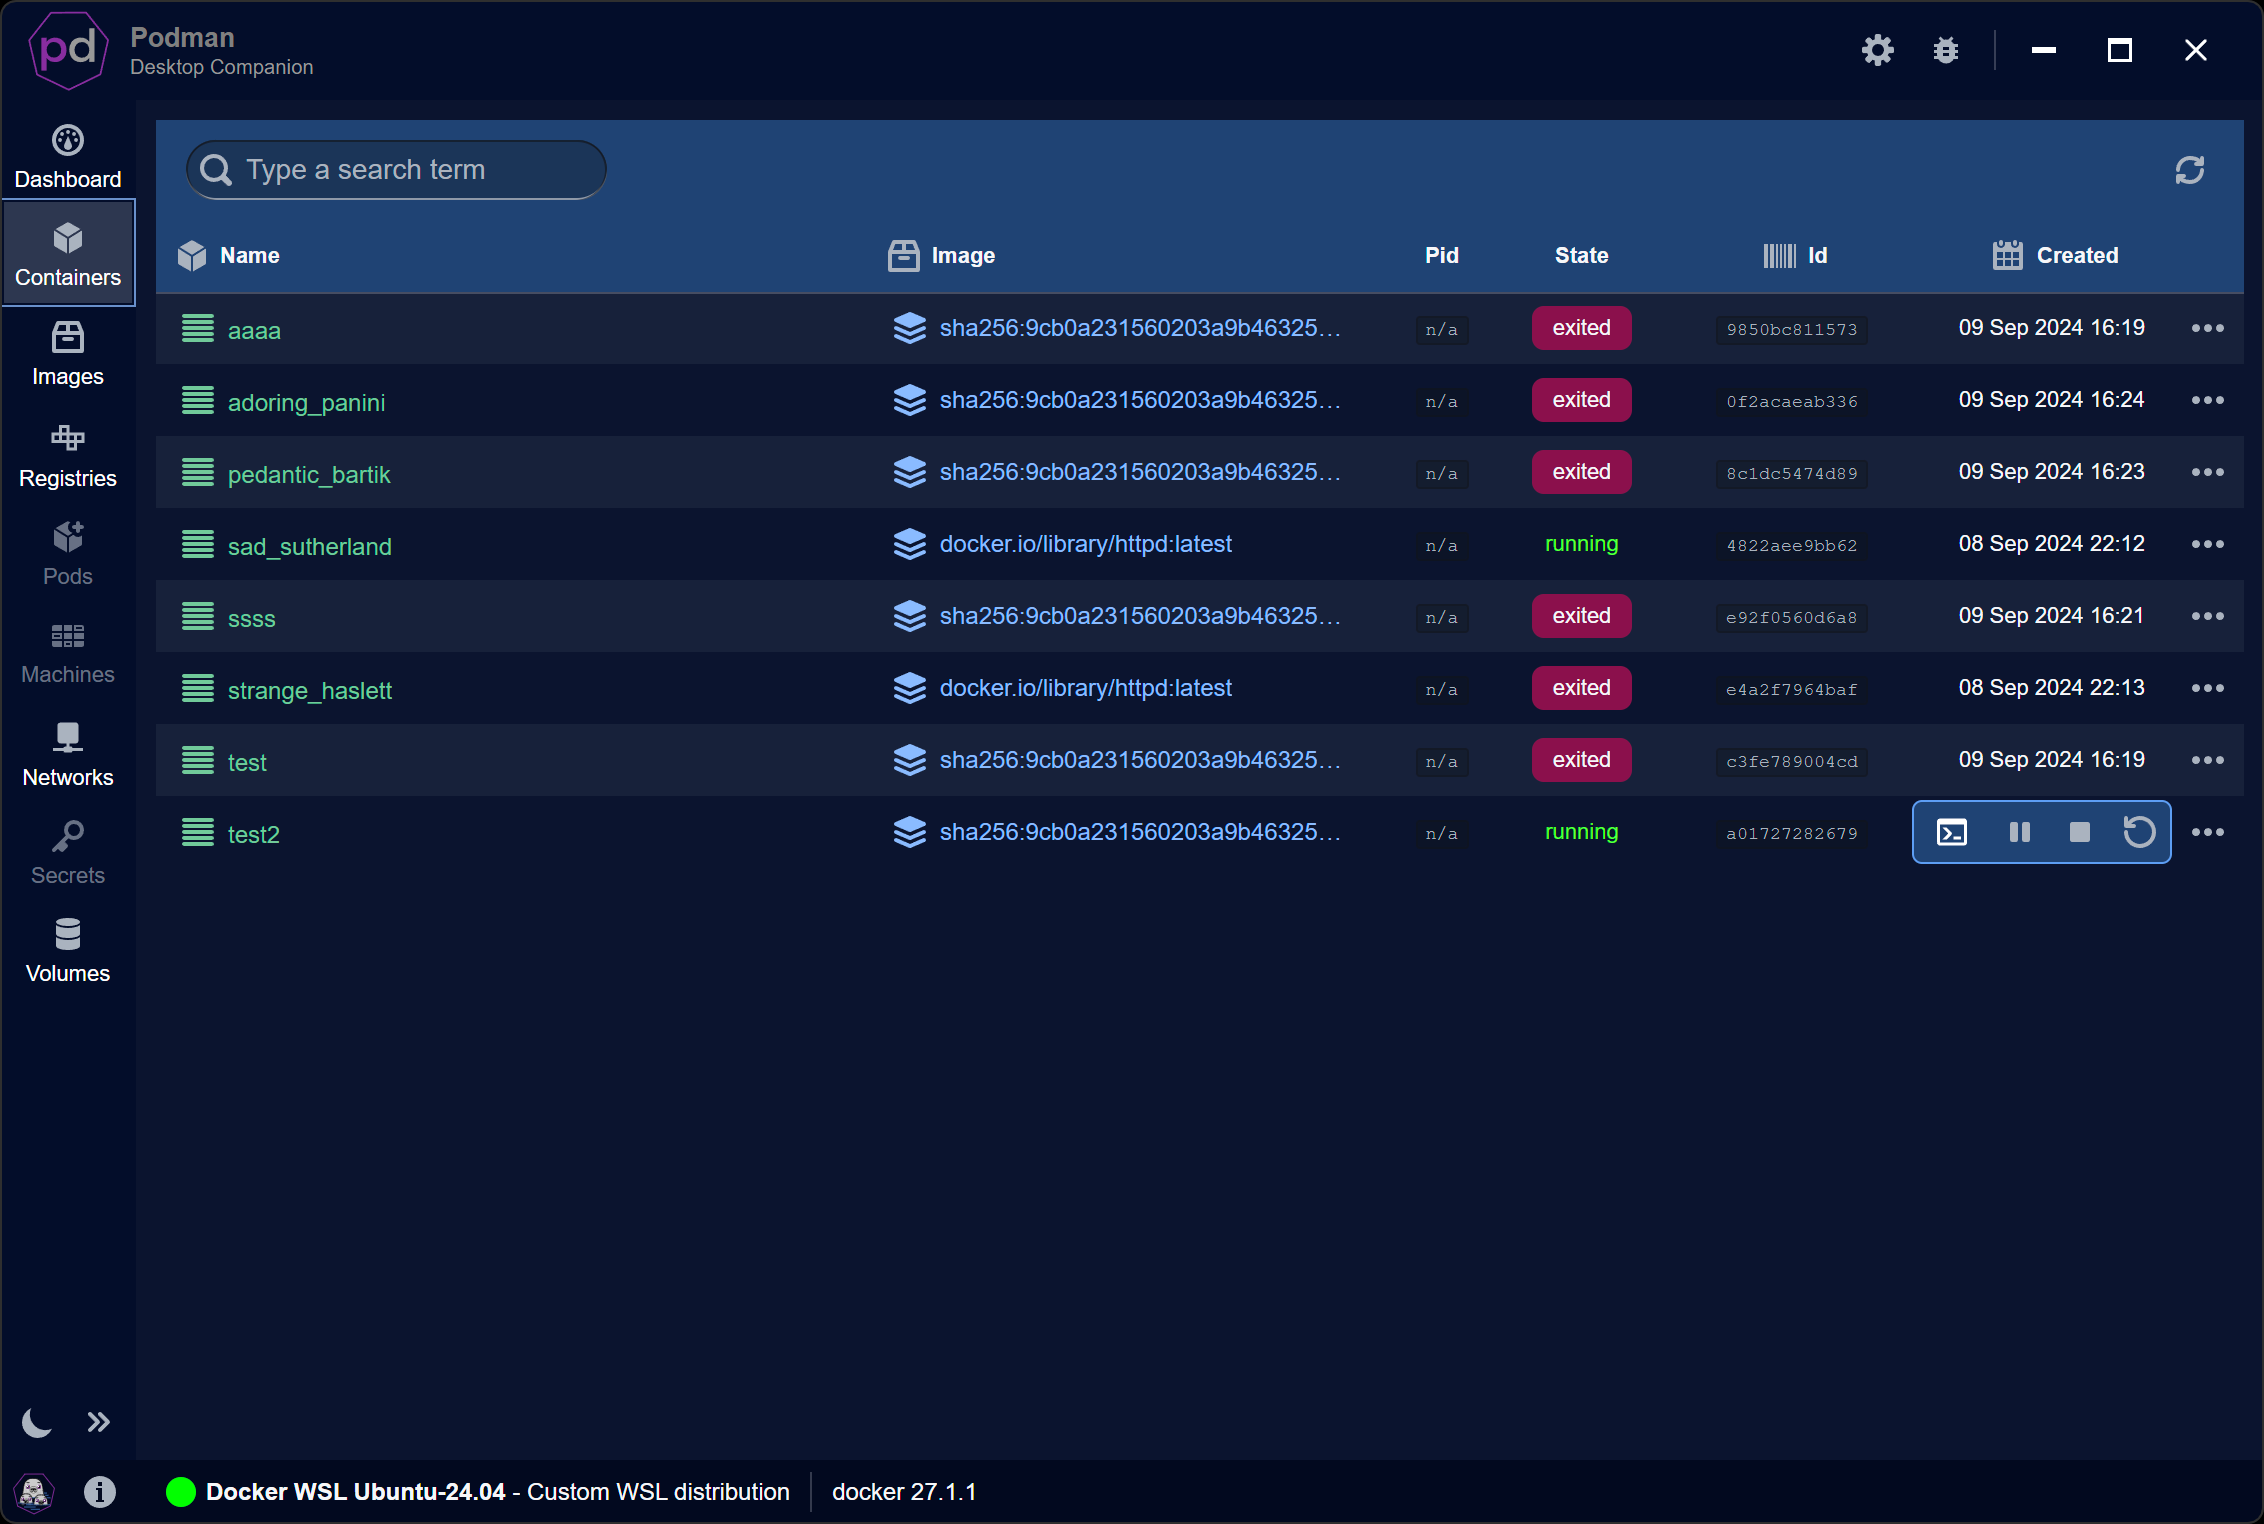 pd
Podman
Desktop Companion
Dashboard
Containers
Images
Registries
Pods
Machines
Networks
Secrets
Volumes
Type a search term
Name Image Pid State Id Created
aaaa sha256:9cb0a231560203a9b46325… n/a exited 9850bc811573 09 Sep 2024 16:19
adoring_panini sha256:9cb0a231560203a9b46325… n/a exited 0f2acaeab336 09 Sep 2024 16:24
pedantic_bartik sha256:9cb0a231560203a9b46325… n/a exited 8c1dc5474d89 09 Sep 2024 16:23
sad_sutherland docker.io/library/httpd:latest n/a running 4822aee9bb62 08 Sep 2024 22:12
ssss sha256:9cb0a231560203a9b46325… n/a exited e92f0560d6a8 09 Sep 2024 16:21
strange_haslett docker.io/library/httpd:latest n/a exited e4a2f7964baf 08 Sep 2024 22:13
test sha256:9cb0a231560203a9b46325… n/a exited c3fe789004cd 09 Sep 2024 16:19
test2 sha256:9cb0a231560203a9b46325… n/a running a01727282679
Docker WSL Ubuntu-24.04 - Custom WSL distribution docker 27.1.1